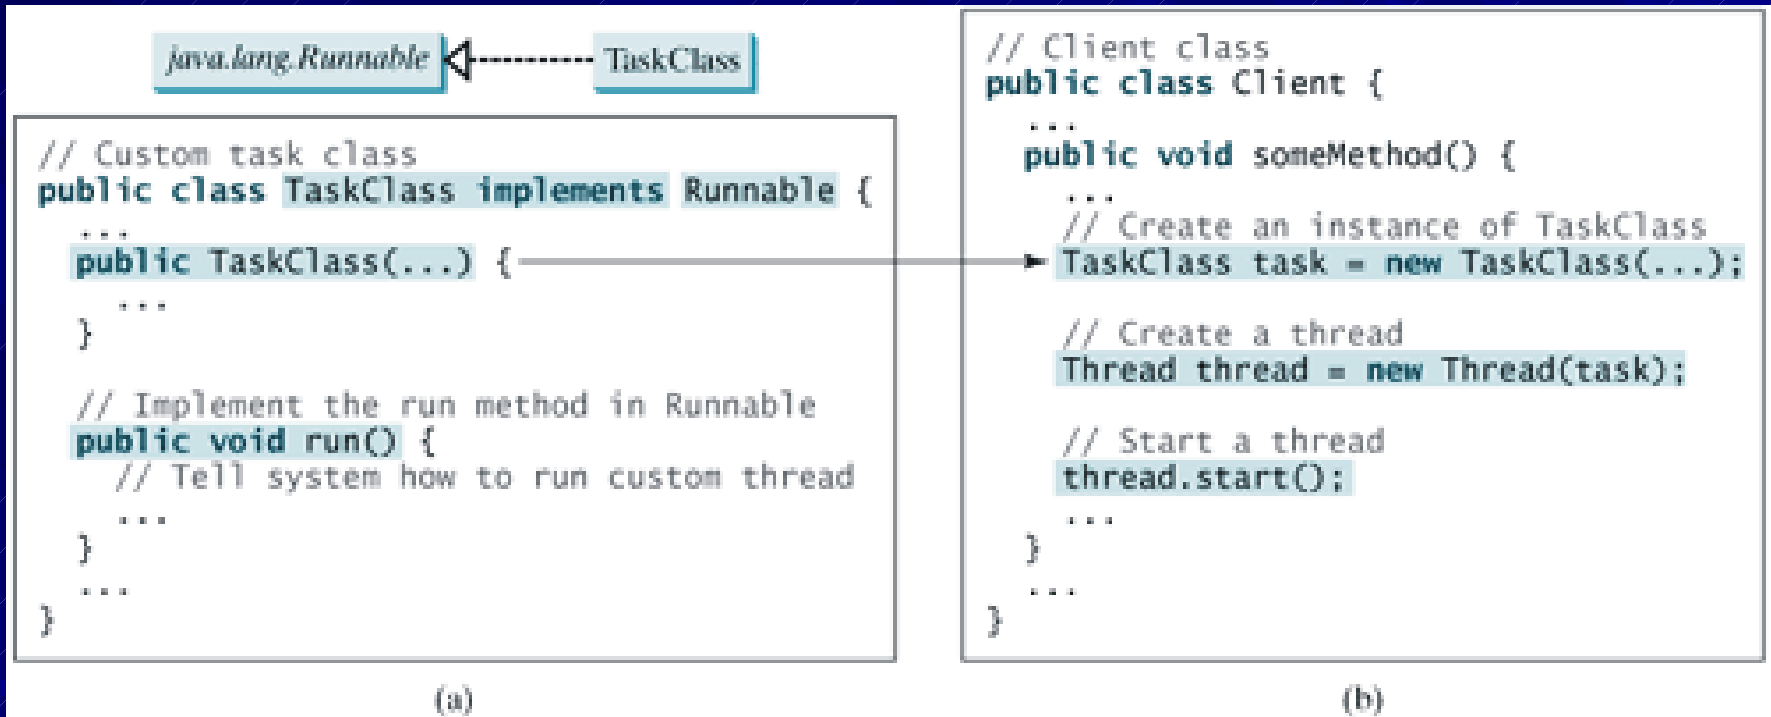 java.lang.Runnable TaskClass
// Custom task class
public class TaskClass implements Runnable {
...
public TaskClass(...) {
...
}
// Implement the run method in Runnable
public void run() {
// Tell system how to run custom thread
...
}
...
}
(a)
// Client class
public class Client {
...
public void someMethod() {
...
// Create an instance of TaskClass
TaskClass task = new TaskClass(...);
// Create a thread
Thread thread = new Thread(task);
// Start a thread
thread.start();
...
}
...
}
(b)